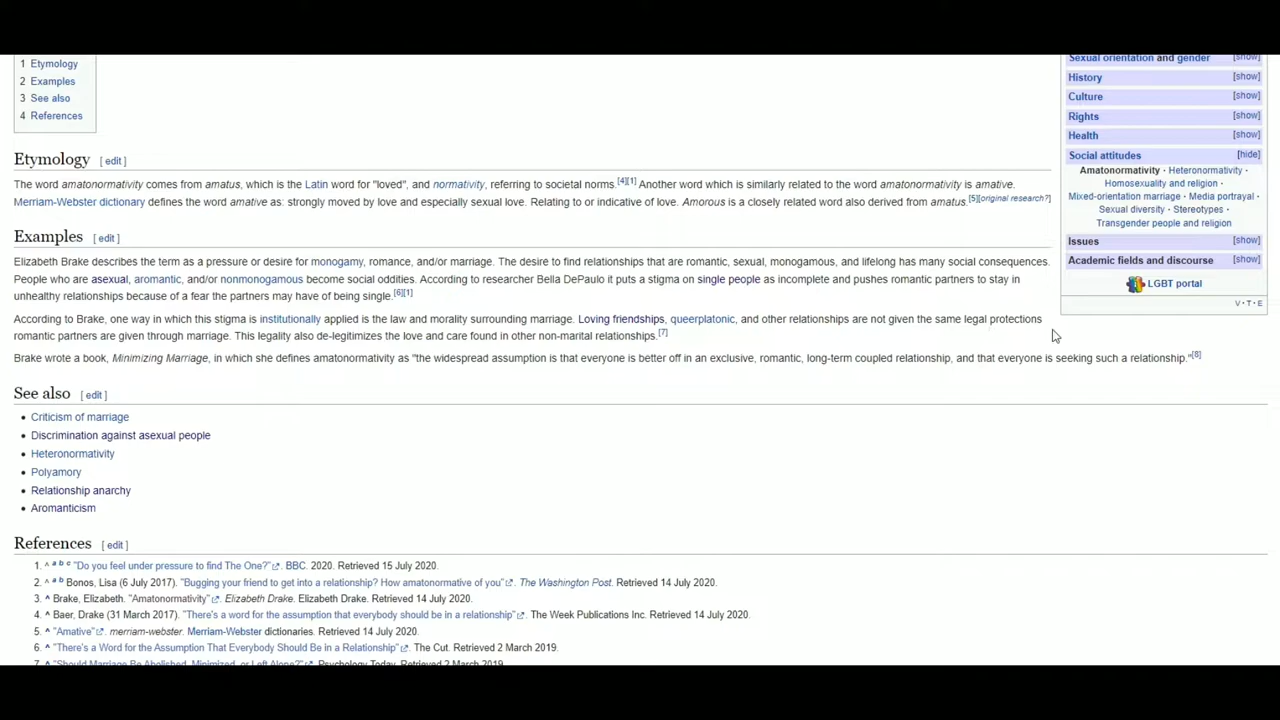 1 Etymology
2 Examples
3 See also
4 References
Etymology [ edit ]
The word amatonormativity comes from amatus, which is the Latin word for "loved", and normativity, referring to societal norms.[4][1] Another word which is similarly related to the word amatonormativity is amative.
Merriam-Webster dictionary defines the word amative as: strongly moved by love and especially sexual love. Relating to or indicative of love. Amorous is a closely related word also derived from amatus.[5][original research?]
Examples [ edit ]
Elizabeth Brake describes the term as a pressure or desire for monogamy, romance, and/or marriage. The desire to find relationships that are romantic, sexual, monogamous, and lifelong has many social consequences.
People who are asexual, aromantic, and/or nonmonogamous become social oddities. According to researcher Bella DePaulo it puts a stigma on single people as incomplete and pushes romantic partners to stay in
unhealthy relationships because of a fear the partners may have of being single.[6][1]
According to Brake, one way in which this stigma is institutionally applied is the law and morality surrounding marriage. Loving friendships, queerplatonic, and other relationships are not given the same legal protections
romantic partners are given through marriage. This legality also de-legitimizes the love and care found in other non-marital relationships.[7]
Brake wrote a book, Minimizing Marriage, in which she defines amatonormativity as "the widespread assumption is that everyone is better off in an exclusive, romantic, long-term coupled relationship, and that everyone is seeking such a relationship."[8]
See also [ edit ]
• Criticism of marriage
• Discrimination against asexual people
• Heteronormativity
• Polyamory
• Relationship anarchy
• Aromanticism
References [ edit ]
1. ^ a b c "Do you feel under pressure to find The One?". BBC. 2020. Retrieved 15 July 2020.
2. ^ a b Bonos, Lisa (6 July 2017). "Bugging your friend to get into a relationship? How amatonormative of you". The Washington Post. Retrieved 14 July 2020.
3. ^ Brake, Elizabeth. "Amatonormativity". Elizabeth Drake. Elizabeth Drake. Retrieved 14 July 2020.
4. ^ Baer, Drake (31 March 2017). "There's a word for the assumption that everybody should be in a relationship". The Week Publications Inc. Retrieved 14 July 2020.
5. ^ "Amative". merriam-webster. Merriam-Webster dictionaries. Retrieved 14 July 2020.
6. ^ "There's a Word for the Assumption That Everybody Should Be in a Relationship". The Cut. Retrieved 2 March 2019.
7. ^ "Should Marriage Be Abolished, Minimized, or Left Alone?". Psychology Today. Retrieved 2 March 2019.
Sexual orientation and gender [show]
History [show]
Culture [show]
Rights [show]
Health [show]
Social attitudes [hide]
Amatonormativity · Heteronormativity ·
Homosexuality and religion ·
Mixed-orientation marriage · Media portrayal ·
Sexual diversity · Stereotypes ·
Transgender people and religion
Issues [show]
Academic fields and discourse [show]
LGBT portal
V · T · E